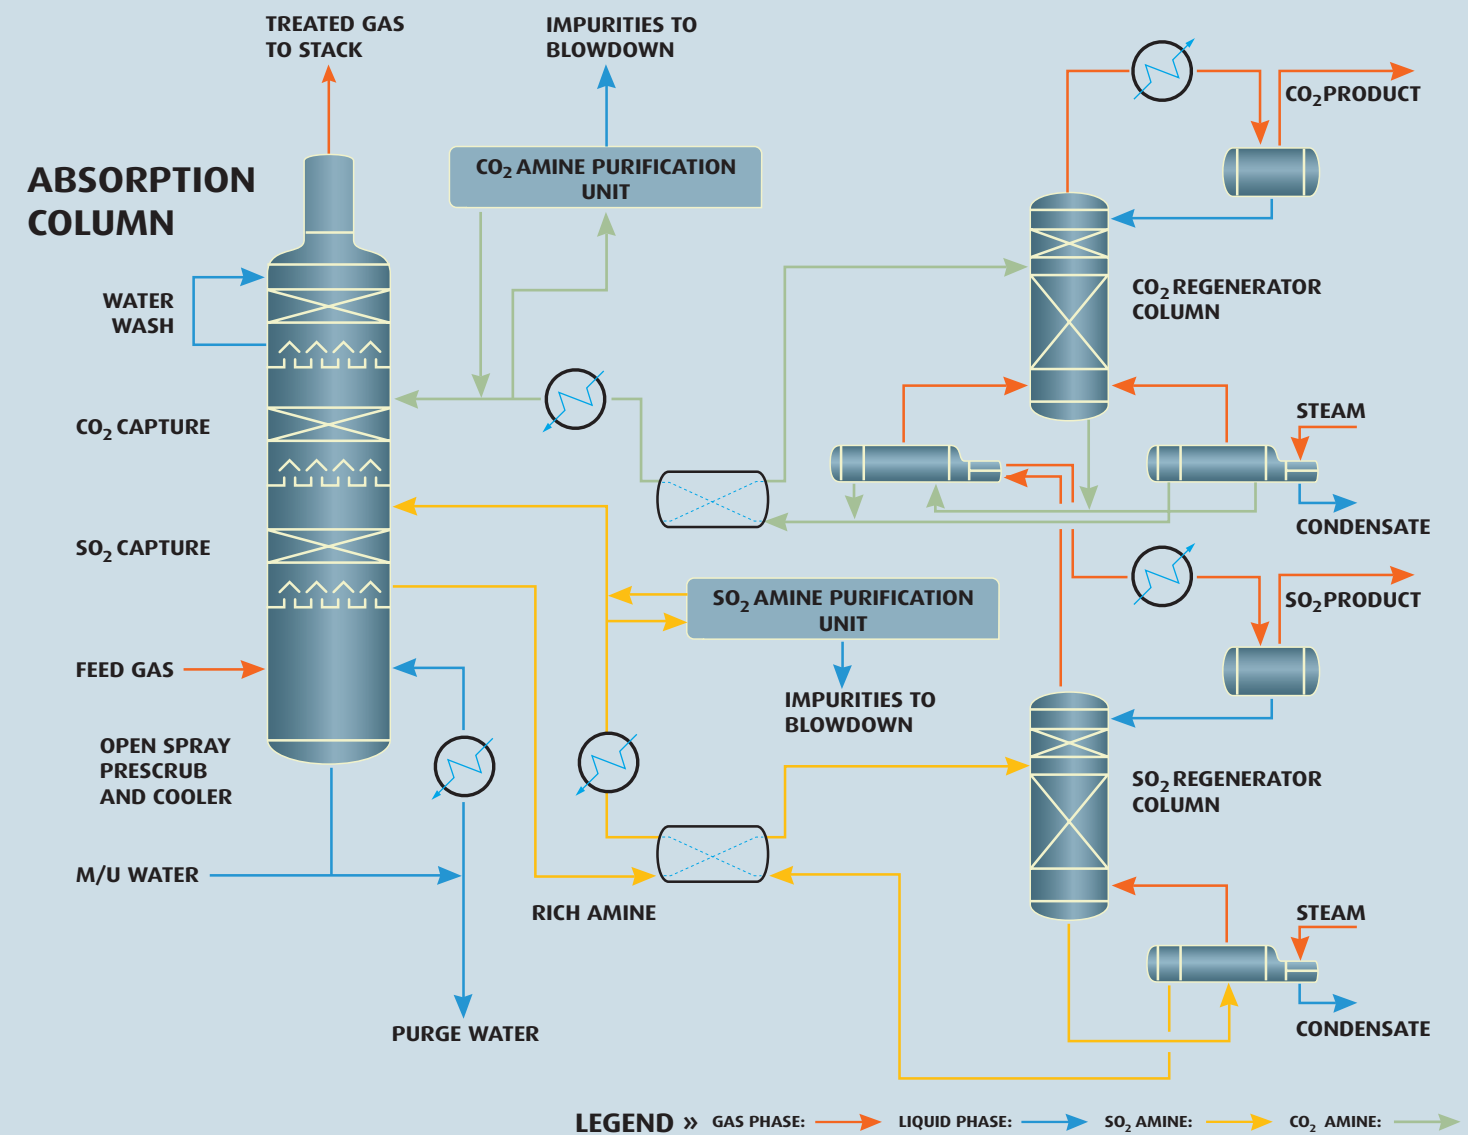 TREATED GAS
TO STACK
IMPURITIES TO
BLOWDOWN
CO2 PRODUCT
ABSORPTION
COLUMN
CO2 AMINE PURIFICATION
UNIT
WATER
WASH
CO2 REGENERATOR
COLUMN
CO2 CAPTURE
STEAM
CONDENSATE
SO2 CAPTURE
SO2 AMINE PURIFICATION
UNIT
SO2 PRODUCT
FEED GAS
IMPURITIES TO
BLOWDOWN
OPEN SPRAY
PRESCRUB
AND COOLER
SO2 REGENERATOR
COLUMN
M/U WATER
RICH AMINE
STEAM
PURGE WATER
CONDENSATE
LEGEND » GAS PHASE: LIQUID PHASE: SO2 AMINE: CO2 AMINE: